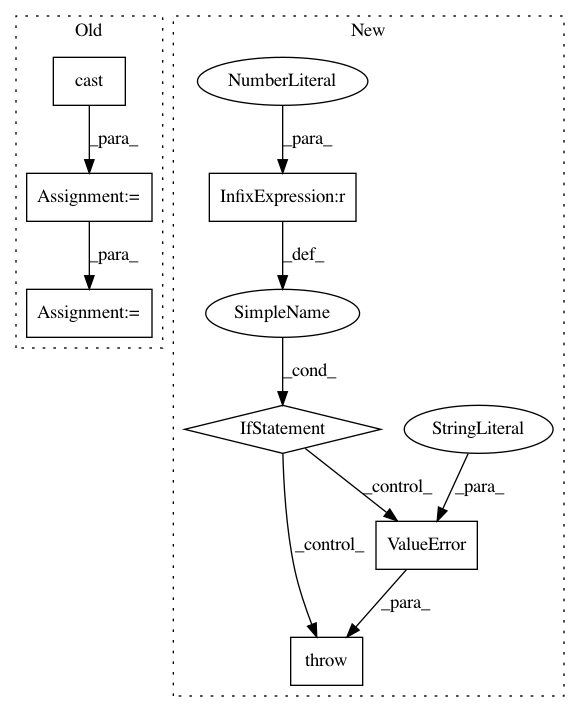 Old
New
cast
NumberLiteral
_para_
_para_
Assignment:=
InfixExpression:r
_para_
_def_
Assignment:=
SimpleName
_cond_
IfStatement
StringLiteral
_control_
_para_
_control_
ValueError
_para_
throw